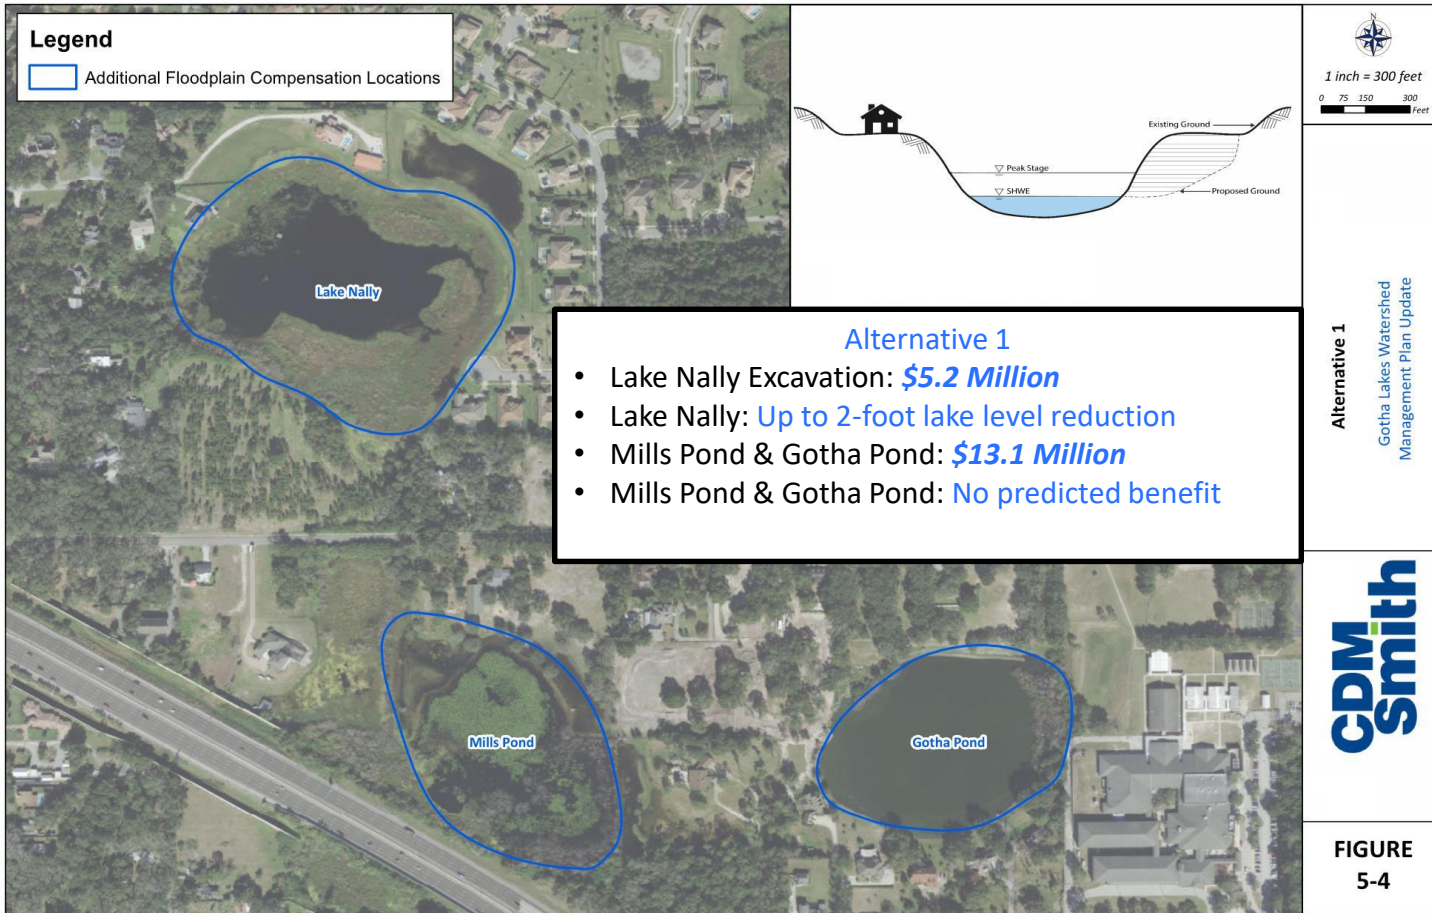 Legend
Additional Floodplain Compensation Locations
Existing Ground
Peak Stage
SHWE
Proposed Ground
N
1 inch = 300 feet
0 75 150 300
Feet
Lake Nally
Alternative 1
• Lake Nally Excavation: $5.2 Million
• Lake Nally: Up to 2-foot lake level reduction
• Mills Pond & Gotha Pond: $13.1 Million
• Mills Pond & Gotha Pond: No predicted benefit
Alternative 1
Gotha Lakes Watershed
Management Plan Update
Mills Pond
Gotha Pond
CDM
Smith
FIGURE
5-4